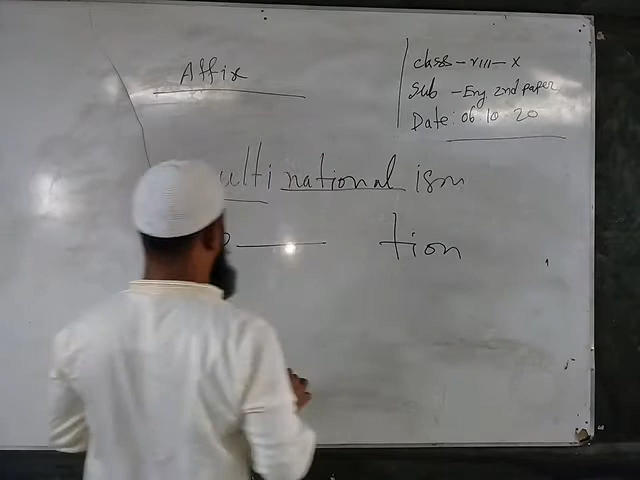 Affix
class - VIII - X
Sub - Eng 2nd paper
Date: 06.10.20
ulti national ism
tion